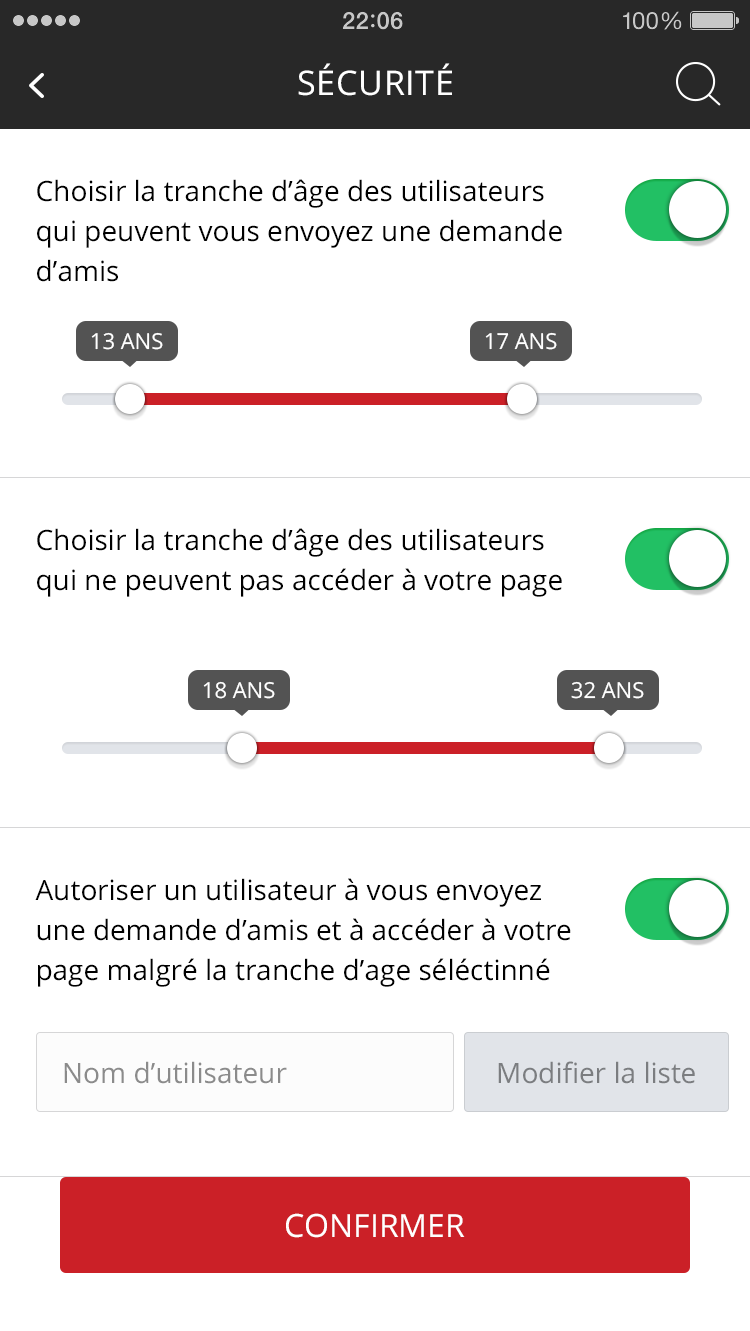 22:06
100%
SÉCURITÉ
Choisir la tranche d’âge des utilisateurs
qui peuvent vous envoyez une demande
d’amis
13 ANS
17 ANS
Choisir la tranche d’âge des utilisateurs
qui ne peuvent pas accéder à votre page
18 ANS
32 ANS
Autoriser un utilisateur à vous envoyez
une demande d’amis et à accéder à votre
page malgré la tranche d’age séléctinné
Nom d’utilisateur
Modifier la liste
CONFIRMER